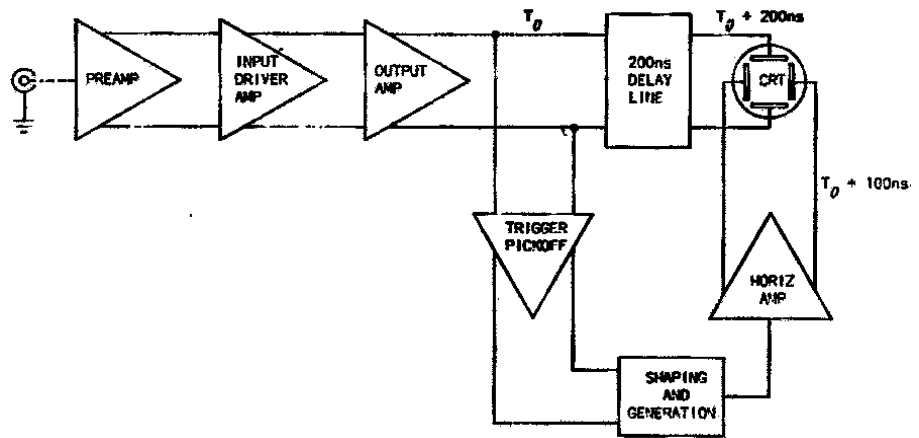 T0
T0 + 200ns
PREAMP
INPUT
DRIVER
AMP
OUTPUT
AMP
200ns
DELAY
LINE
CRT
T0 + 100ns
TRIGGER
PICKOFF
HORIZ
AMP
SHAPING
AND
GENERATION